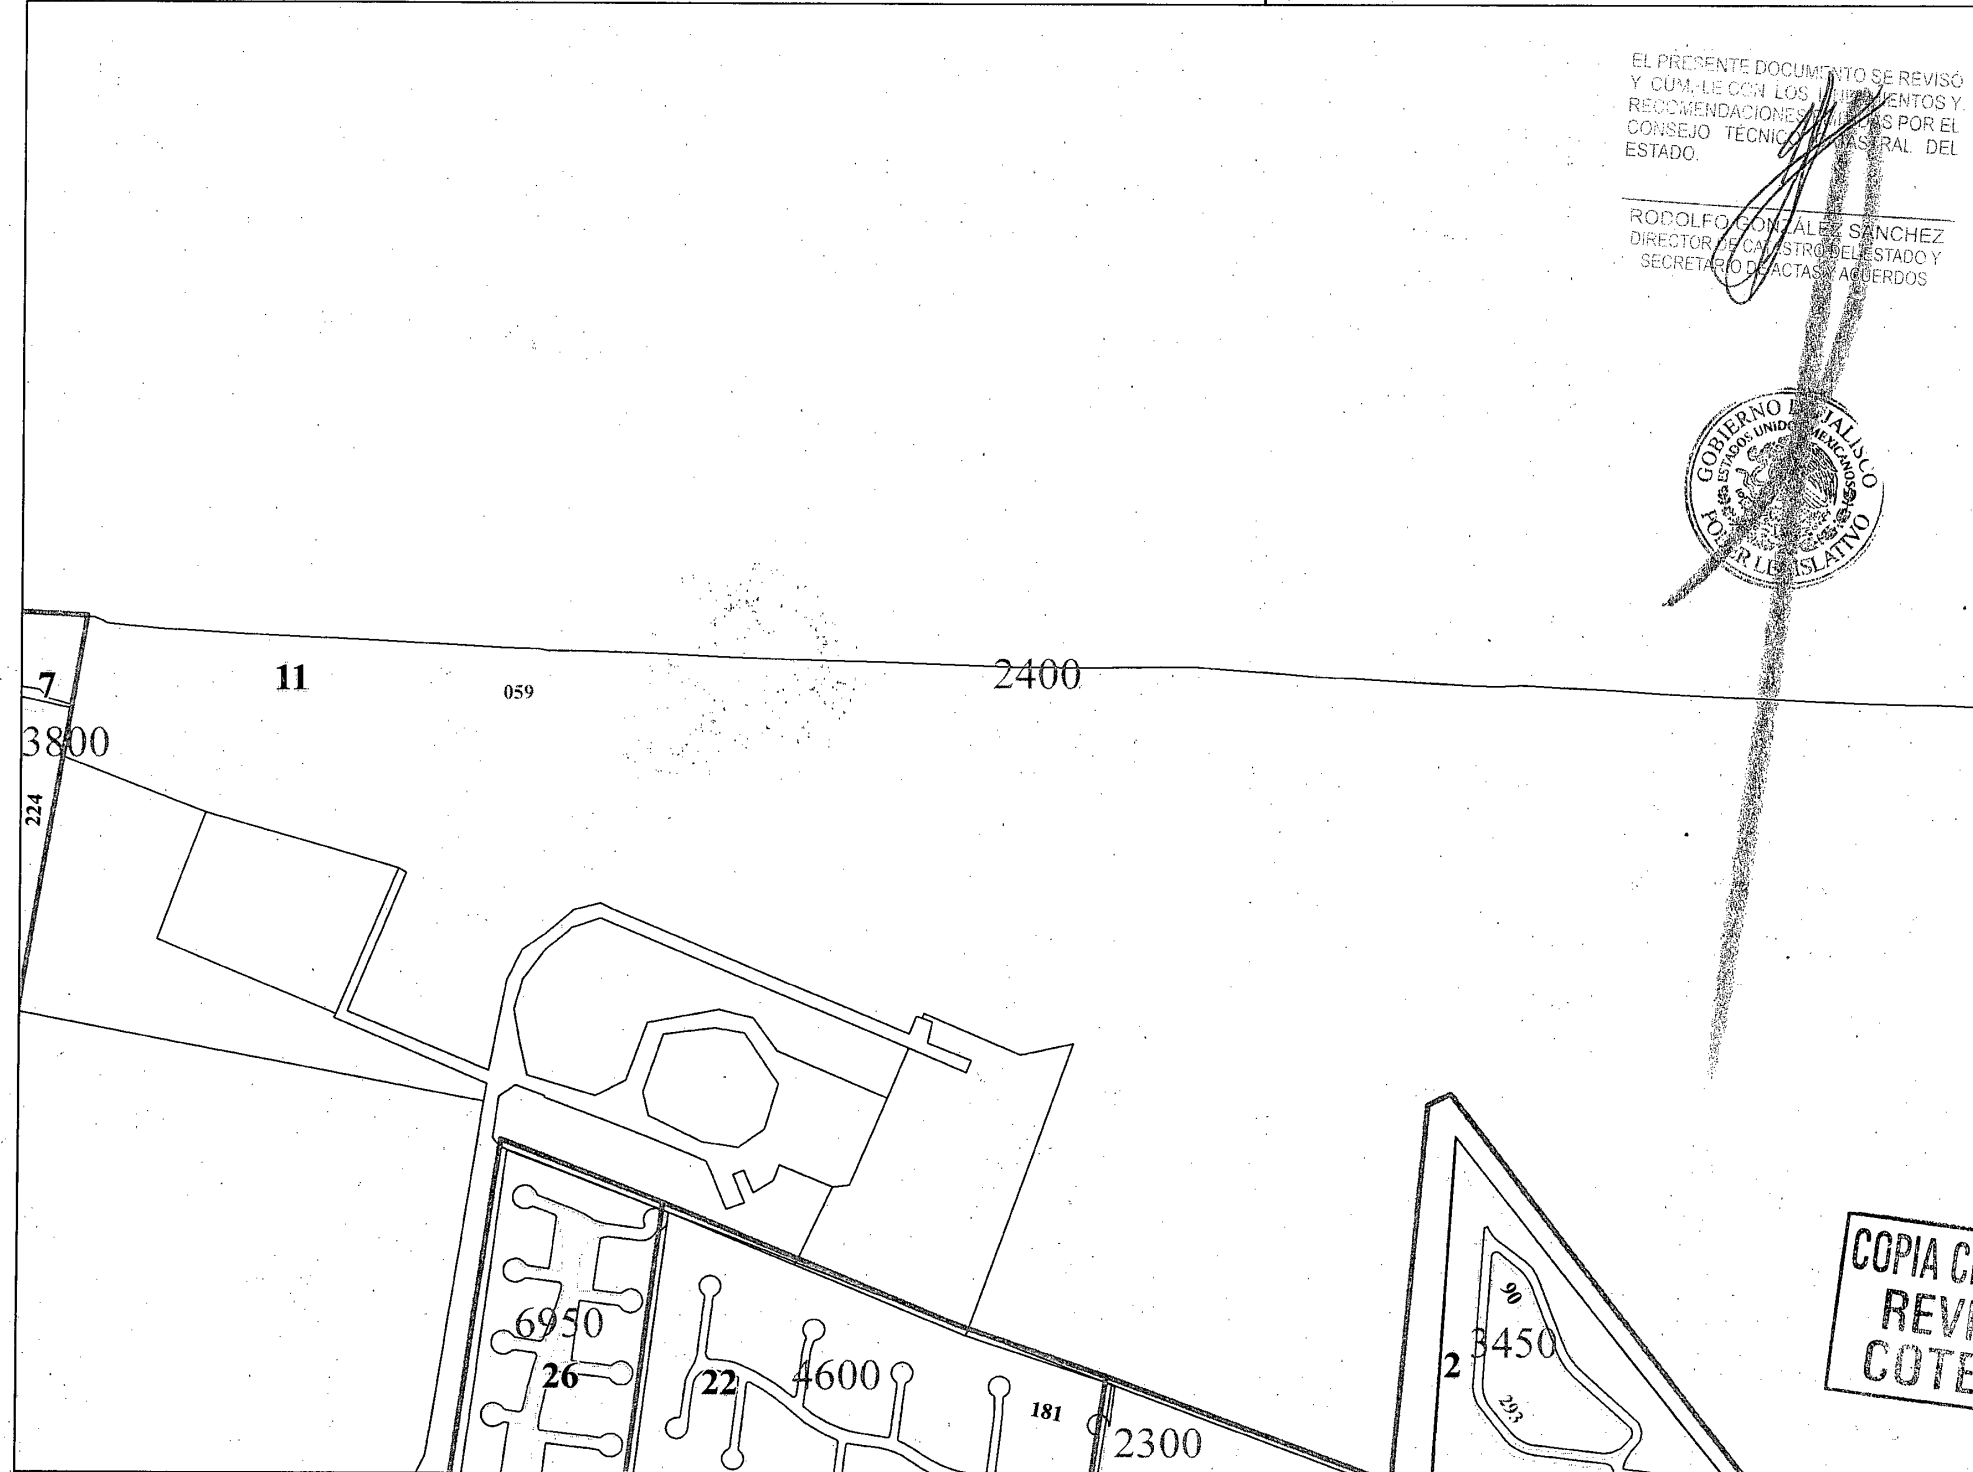 EL PRESENTE DOCUMENTO SE REVISÓ
Y CUMPLE CON LOS Y
RECOMENDACIONES POR EL
CONSEJO TÉCNICO DEL
ESTADO.
RODOLFO GONZÁLEZ SÁNCHEZ
DIRECTOR DE CATASTRO DEL ESTADO Y
SECRETARIO DE ACTAS Y ACUERDOS
GOBIERNO DE JALISCO
ESTADOS UNIDOS MEXICANOS
PODER LEGISLATIVO
7
11
059
2400
3800
224
6950
26
22
4600
181
2300
2
3450
90
293
COPIA C
REV
COTE